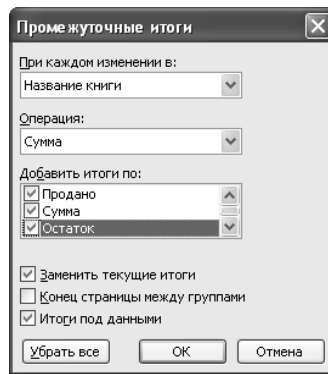 Промежуточные итоги
При каждом изменении в:
Название книги
Операция:
Сумма
Добавить итоги по:
Продано
Сумма
Остаток
Заменить текущие итоги
Конец страницы между группами
Итоги под данными
Убрать все
ОК
Отмена